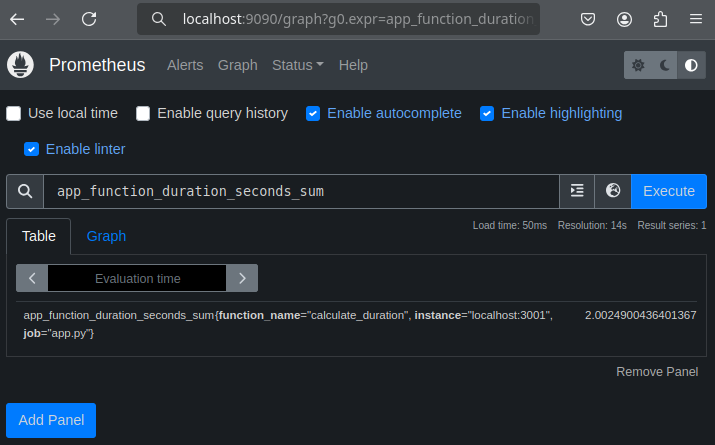 localhost:9090/graph?g0.expr=app_function_duration
Prometheus Alerts Graph Status Help
Use local time Enable query history Enable autocomplete Enable highlighting
Enable linter
app_function_duration_seconds_sum Execute
Load time: 50ms Resolution: 14s Result series: 1
Table Graph
Evaluation time
app_function_duration_seconds_sum{function_name="calculate_duration", instance="localhost:3001", 2.0024900436401367
job="app.py"}
Remove Panel
Add Panel